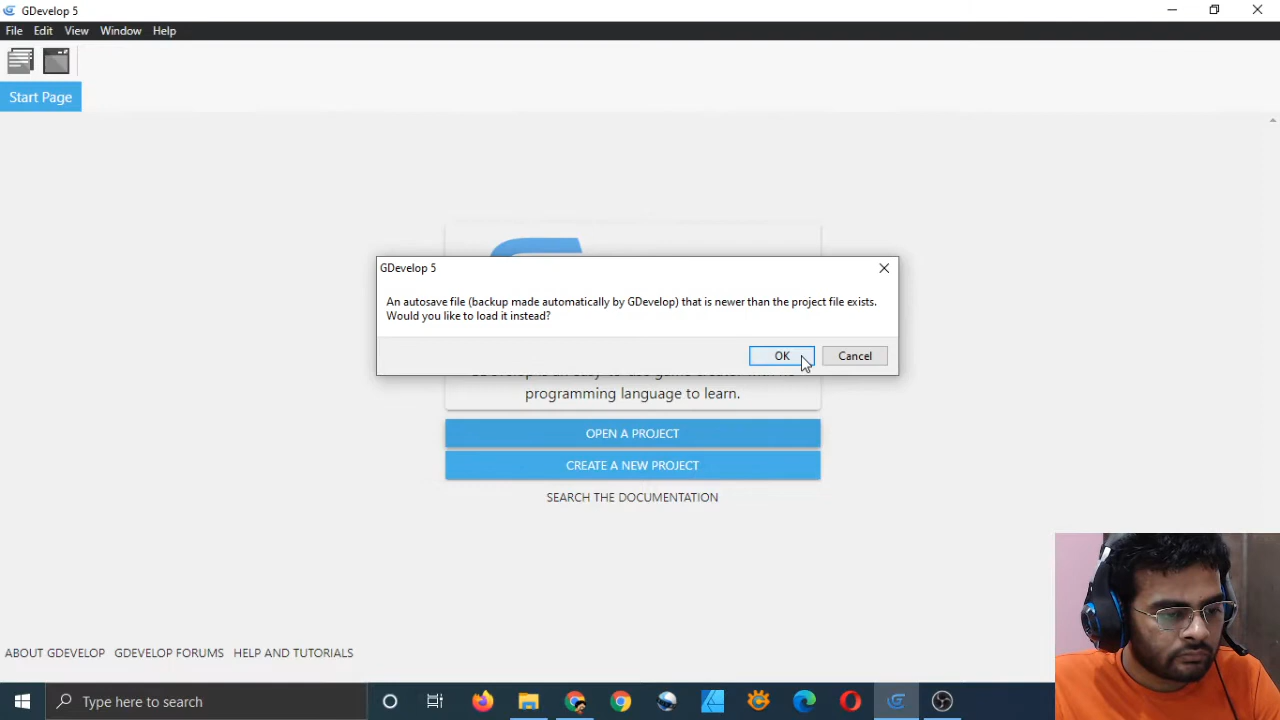 GDevelop 5
File Edit View Window Help
Start Page
GDevelop 5
An autosave file (backup made automatically by GDevelop) that is newer than the project file exists.
Would you like to load it instead?
OK Cancel
programming language to learn.
OPEN A PROJECT
CREATE A NEW PROJECT
SEARCH THE DOCUMENTATION
ABOUT GDEVELOP GDEVELOP FORUMS HELP AND TUTORIALS
Type here to search